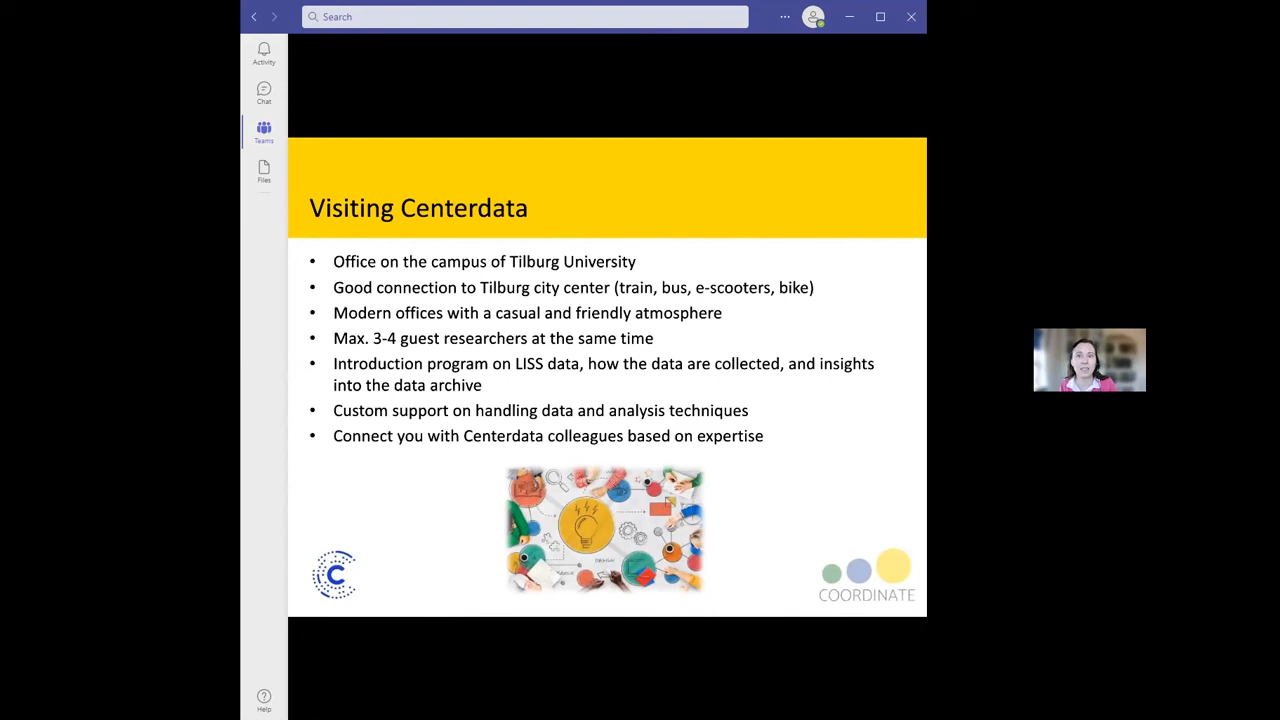 Search
Activity
Chat
Teams
Files
Visiting Centerdata
• Office on the campus of Tilburg University
• Good connection to Tilburg city center (train, bus, e-scooters, bike)
• Modern offices with a casual and friendly atmosphere
• Max. 3-4 guest researchers at the same time
• Introduction program on LISS data, how the data are collected, and insights
into the data archive
• Custom support on handling data and analysis techniques
• Connect you with Centerdata colleagues based on expertise
C
COORDINATE
Help